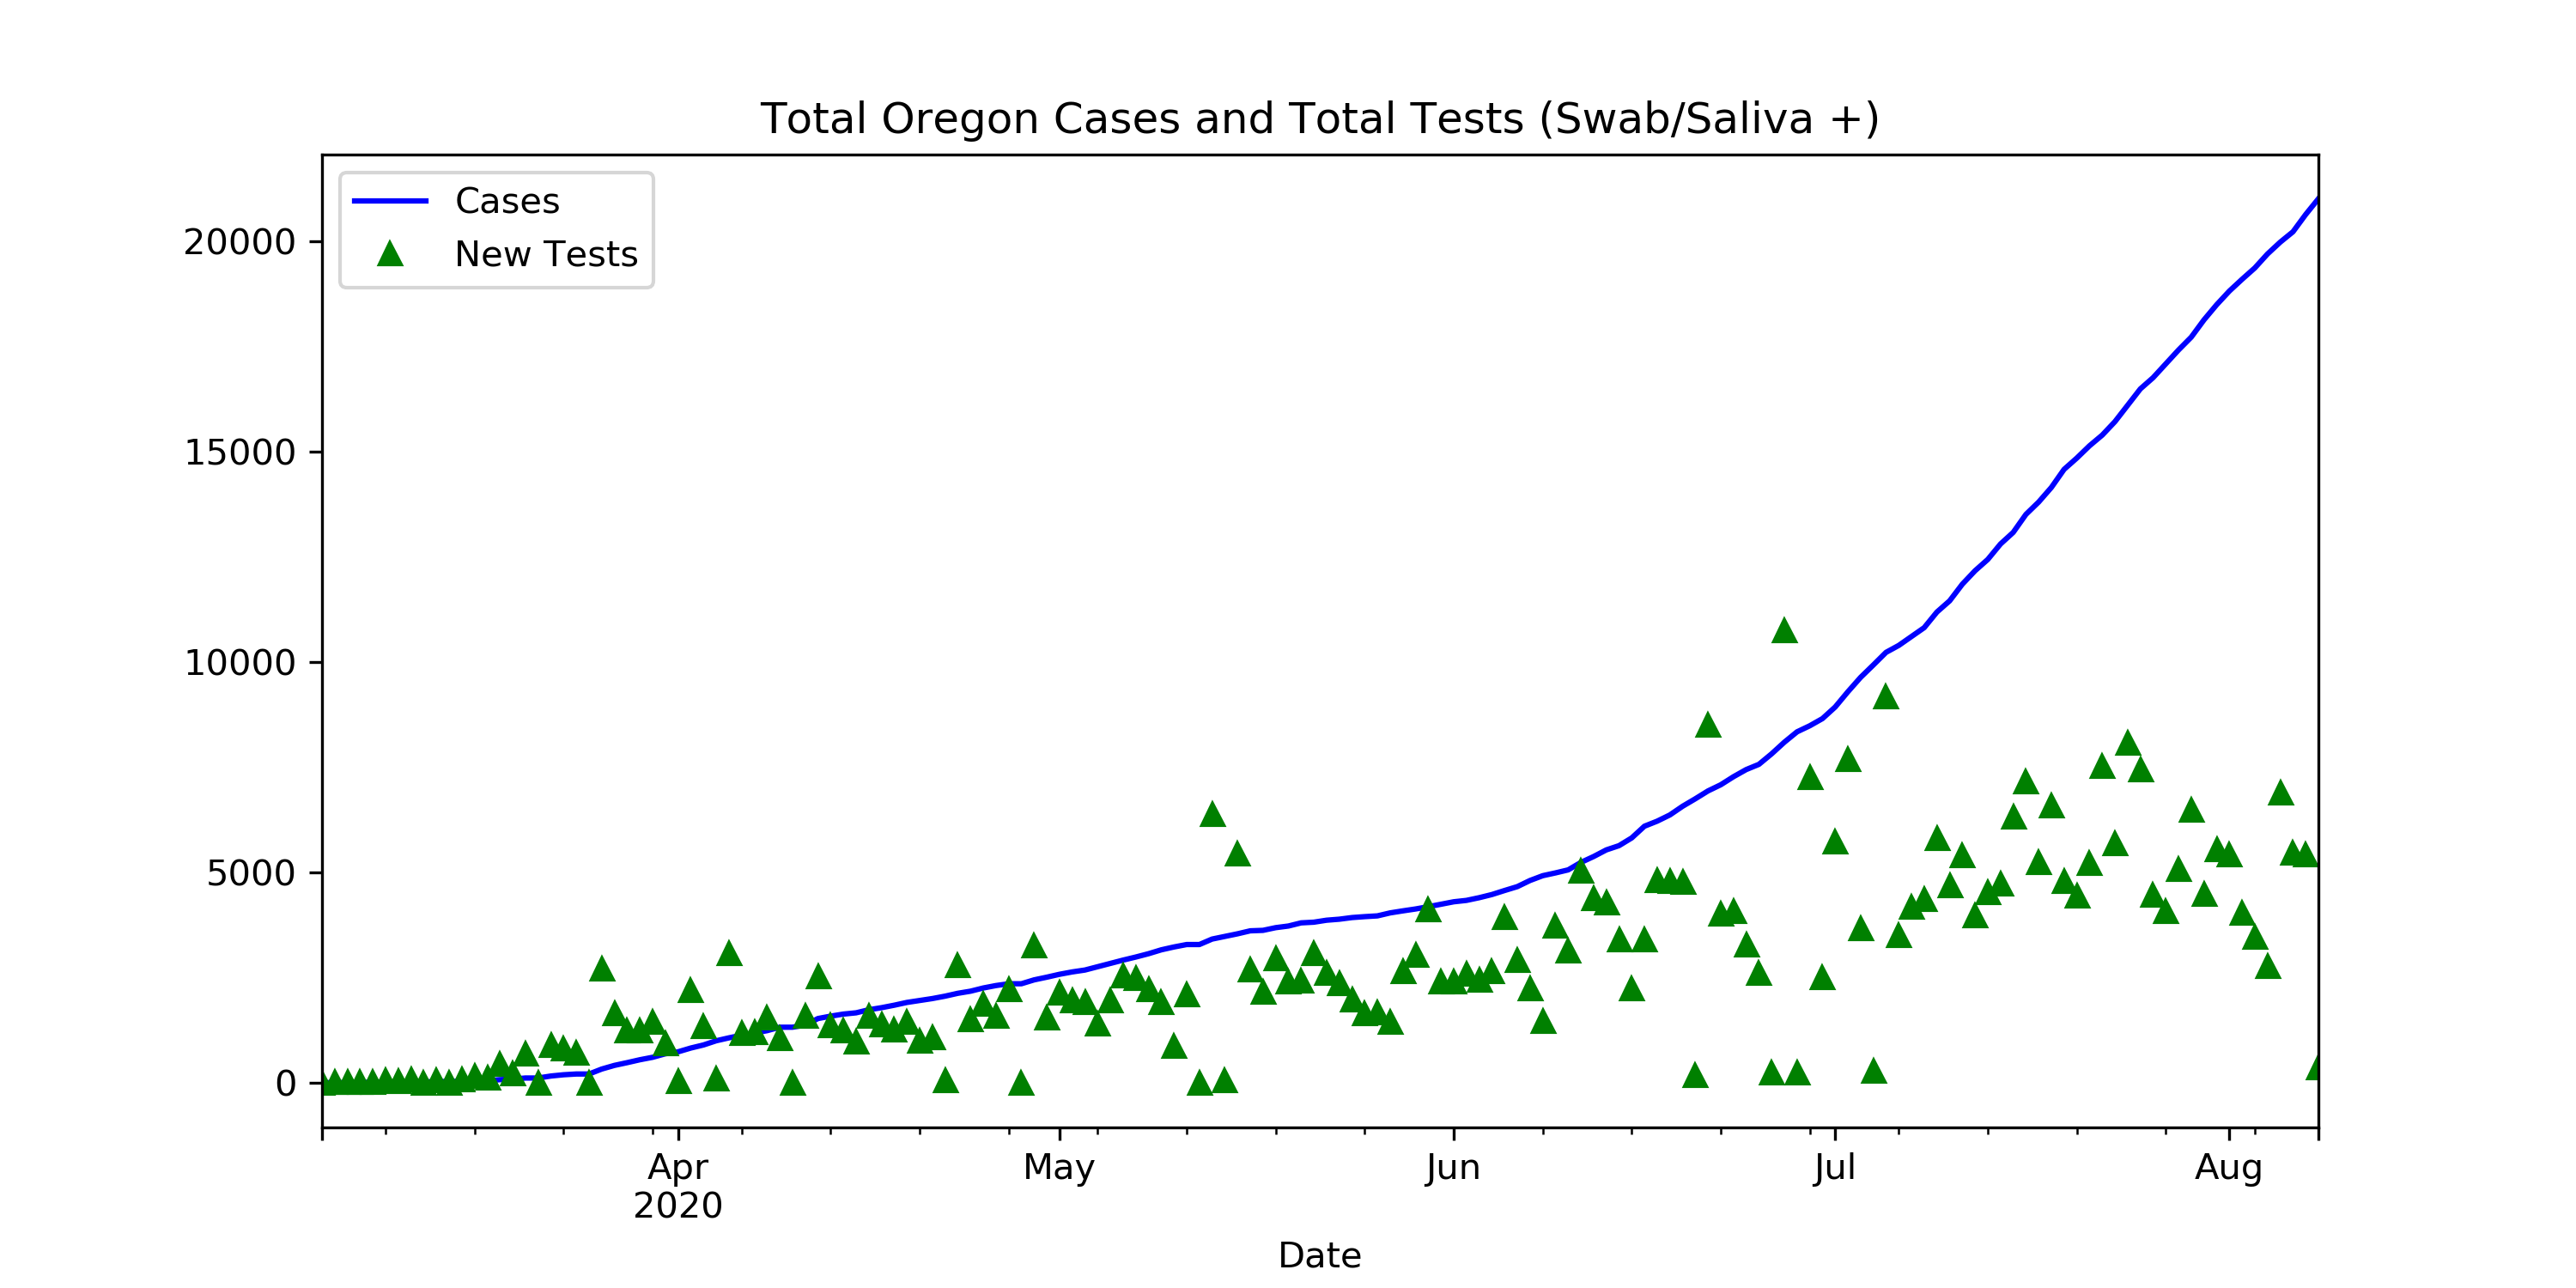 Total Oregon Cases and Total Tests (Swab/Saliva +)
Cases
New Tests
20000
15000
10000
5000
0
Apr May Jun Jul Aug
2020
Date